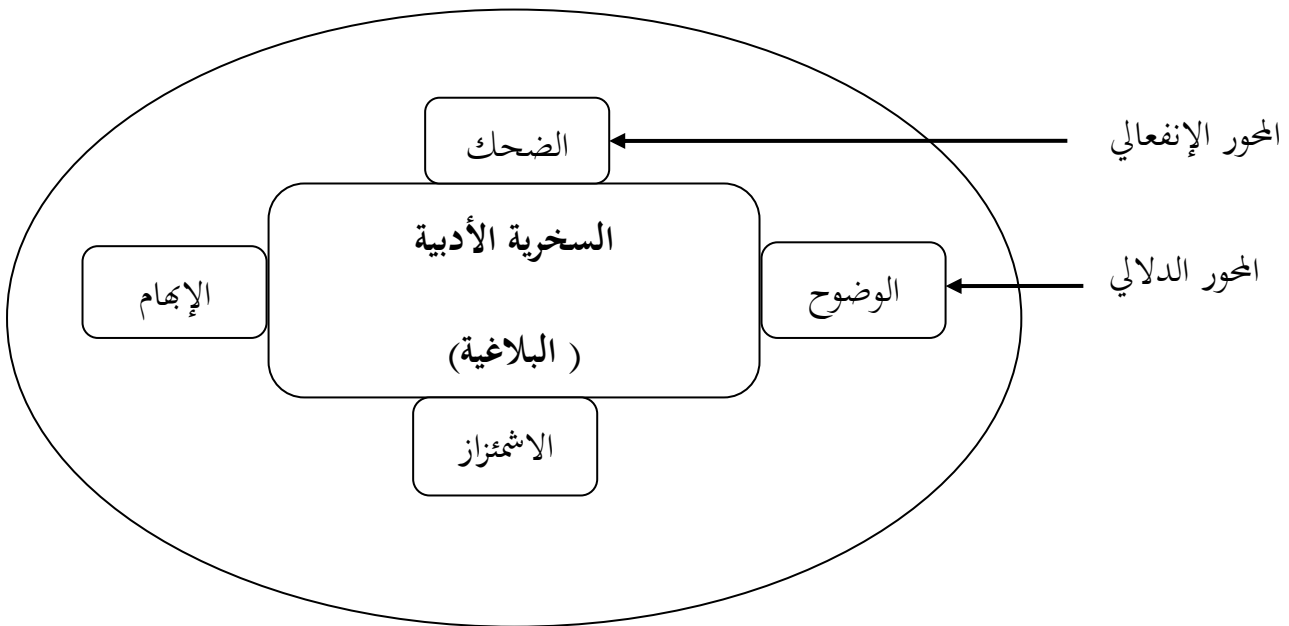 الضحك
المحور الإنفعالي
السخرية الأدبية
المحور الدلالي
الوضوح
الإبهام
( البلاغية)
الاشمئزاز